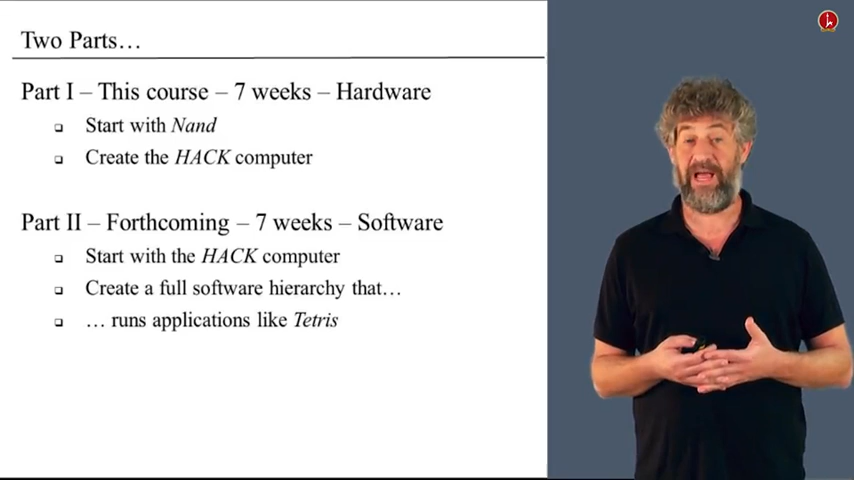 Two Parts…
Part I – This course – 7 weeks – Hardware
❑ Start with Nand
❑ Create the HACK computer
Part II – Forthcoming – 7 weeks – Software
❑ Start with the HACK computer
❑ Create a full software hierarchy that…
❑ … runs applications like Tetris